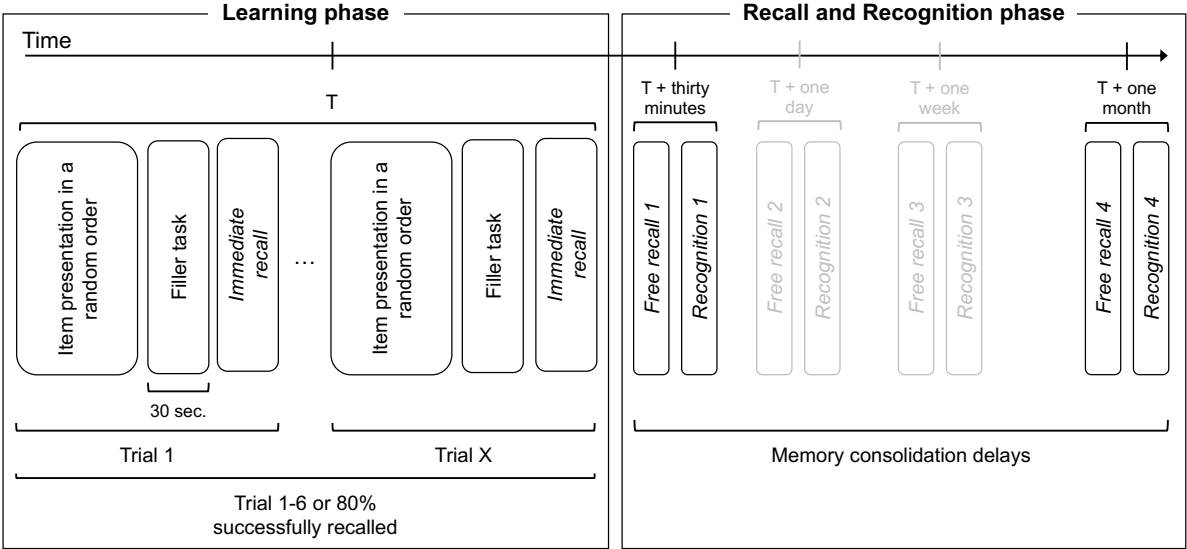 Learning phase
Recall and Recognition phase
Time
T
T + thirty
minutes
T + one
day
T + one
week
T + one
month
Item presentation in a
random order
Filler task
Immediate
recall
...
Item presentation in a
random order
Filler task
Immediate
recall
Free recall 1
Recognition 1
Free recall 2
Recognition 2
Free recall 3
Recognition 3
Free recall 4
Recognition 4
30 sec.
Trial 1
Trial X
Memory consolidation delays
Trial 1-6 or 80%
successfully recalled